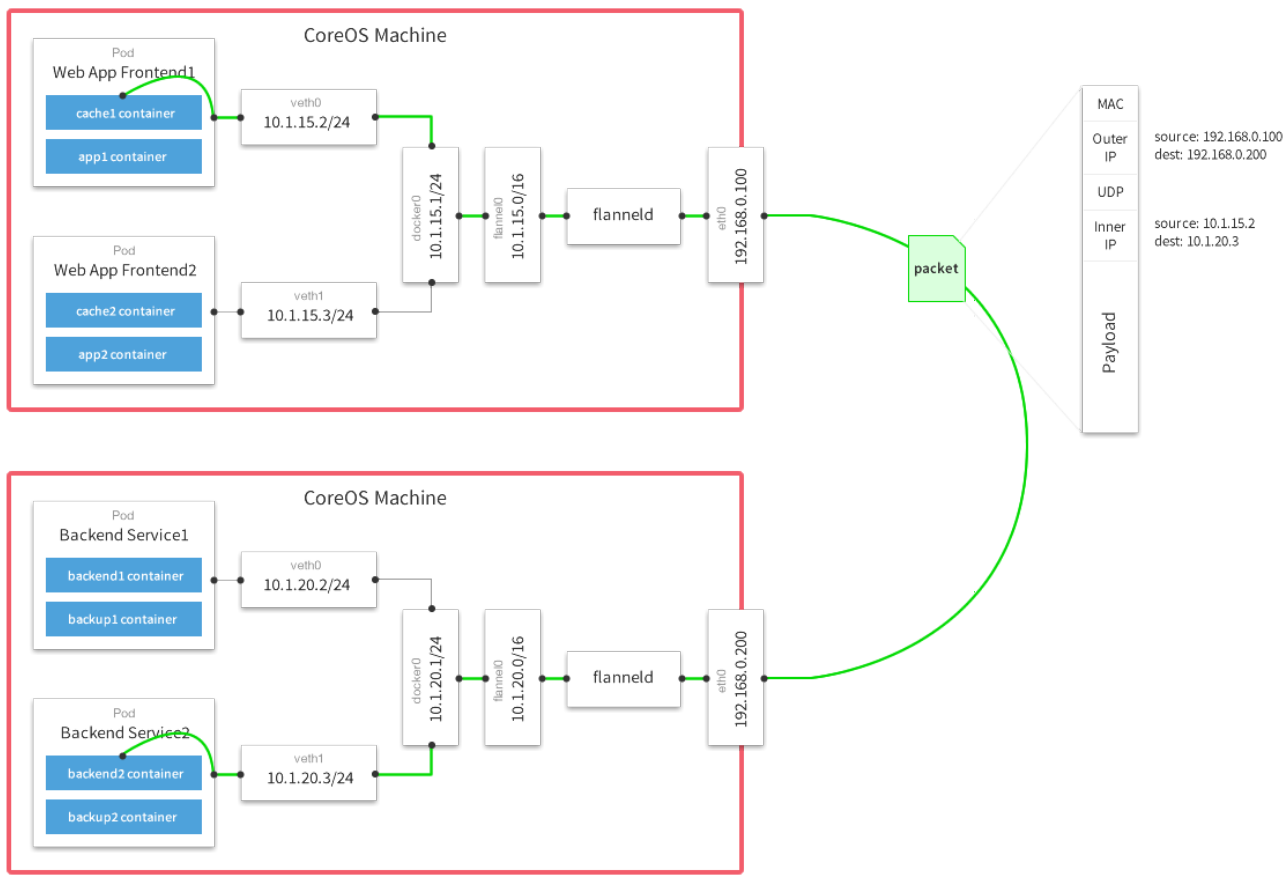 CoreOS Machine
Pod
Web App Frontend1
cache1 container
app1 container
veth0
10.1.15.2/24
Pod
Web App Frontend2
cache2 container
app2 container
veth1
10.1.15.3/24
docker0
10.1.15.1/24
flannel0
10.1.15.0/16
flanneld
eth0
192.168.0.100
packet
MAC
Outer
IP
source: 192.168.0.100
dest: 192.168.0.200
UDP
Inner
IP
source: 10.1.15.2
dest: 10.1.20.3
Payload
CoreOS Machine
Pod
Backend Service1
backend1 container
backup1 container
veth0
10.1.20.2/24
Pod
Backend Service2
backend2 container
backup2 container
veth1
10.1.20.3/24
docker0
10.1.20.1/24
flannel0
10.1.20.0/16
flanneld
eth0
192.168.0.200